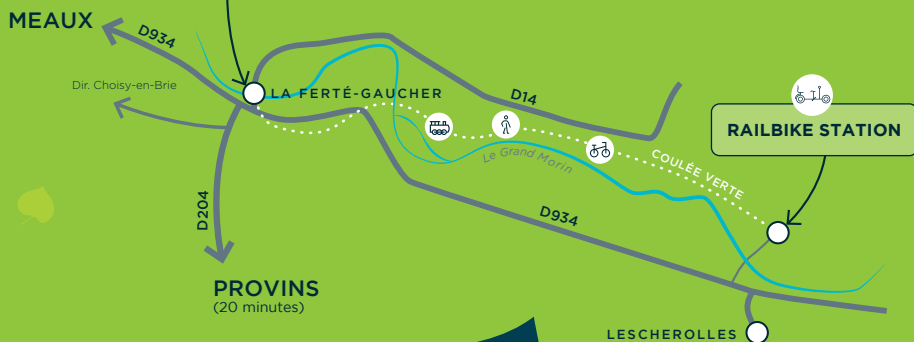 MEAUX
D934
Dir. Choisy-en-Brie
LA FERTÉ-GAUCHER
D14
RAILBIKE STATION
Le Grand Morin
COULÉE VERTE
D204
D934
PROVINS
(20 minutes)
LESCHEROLLES